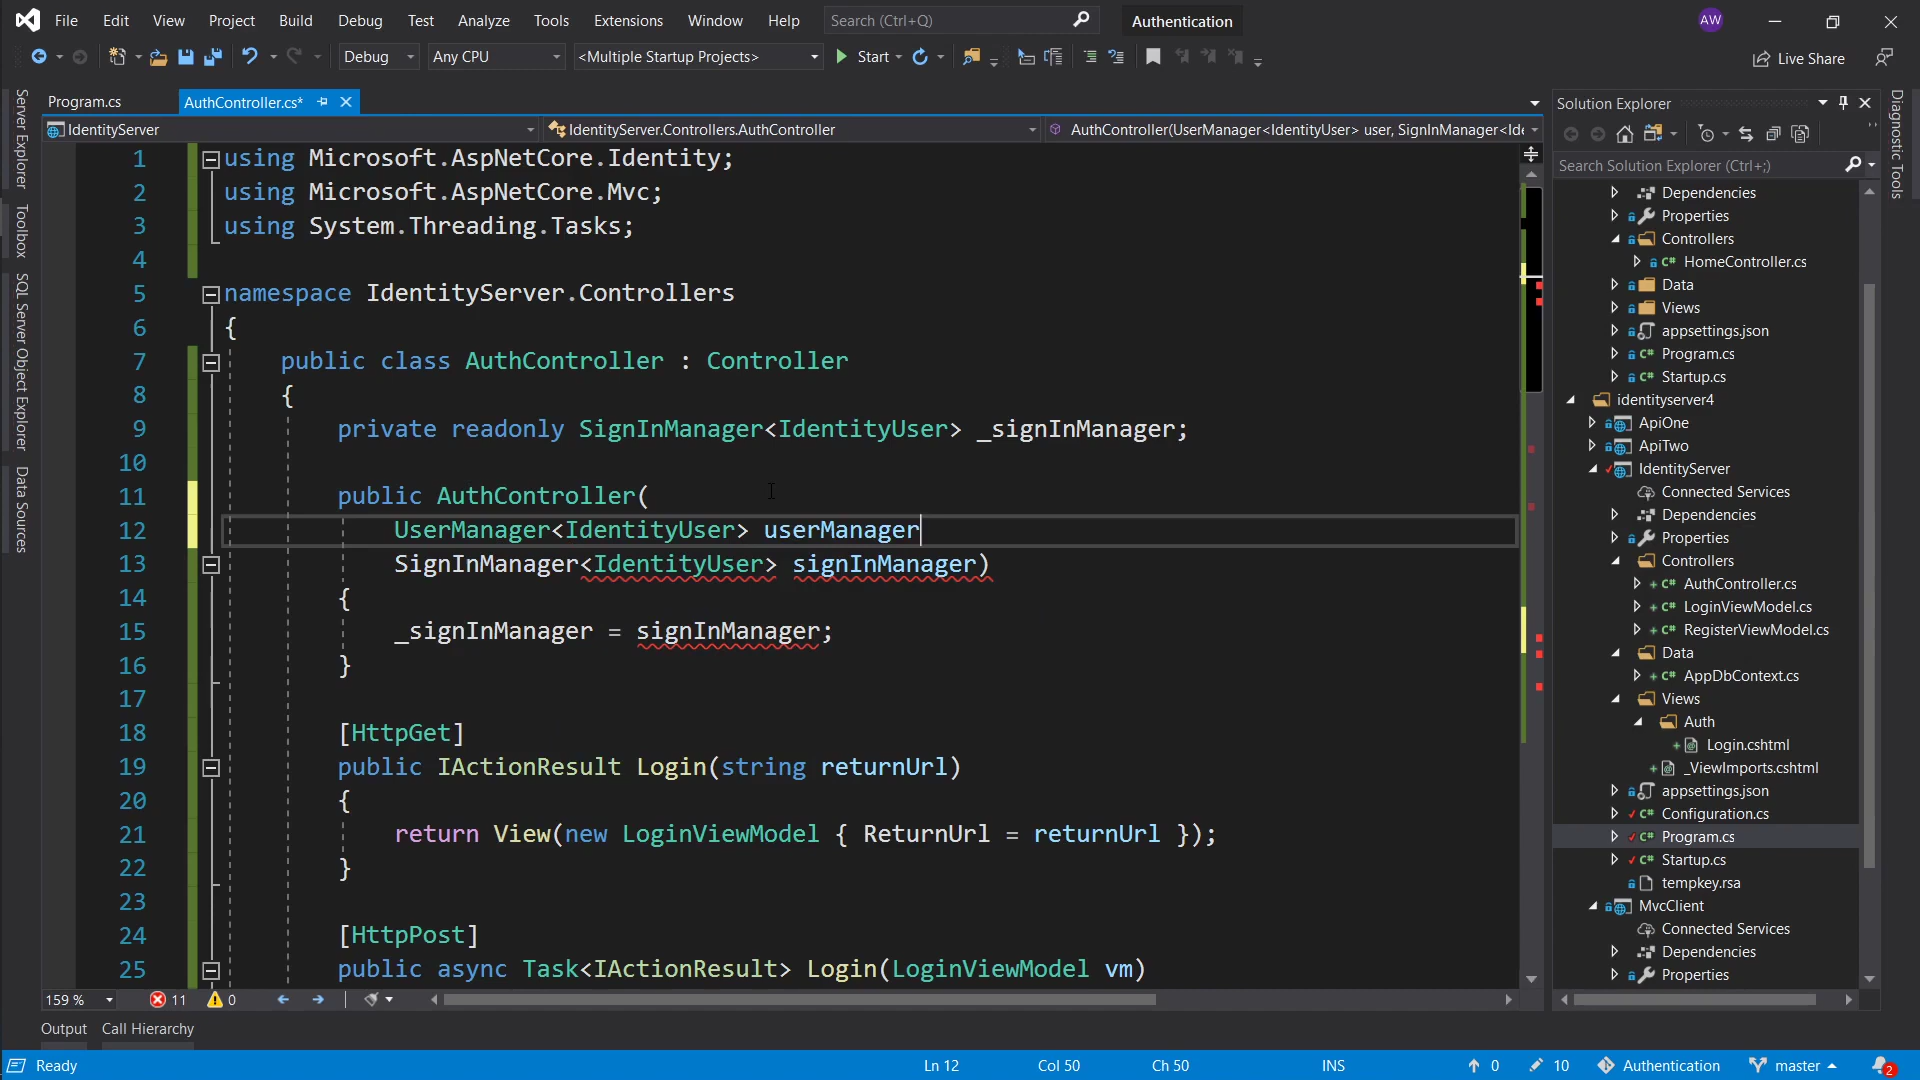 File Edit View Project Build Debug Test Analyze Tools Extensions Window Help Search (Ctrl+Q) Authentication AW
Debug Any CPU <Multiple Startup Projects> Start Live Share
Server Explorer
Toolbox
SQL Server Object Explorer
Data Sources
Program.cs AuthController.cs*
IdentityServer IdentityServer.Controllers.AuthController AuthController(UserManager<IdentityUser> user, SignInManager<Ide
1 using Microsoft.AspNetCore.Identity;
2 using Microsoft.AspNetCore.Mvc;
3 using System.Threading.Tasks;
4
5 namespace IdentityServer.Controllers
6 {
7 public class AuthController : Controller
8 {
9 private readonly SignInManager<IdentityUser> _signInManager;
10
11 public AuthController(
12 UserManager<IdentityUser> userManager
13 SignInManager<IdentityUser> signInManager)
14 {
15 _signInManager = signInManager;
16 }
17
18 [HttpGet]
19 public IActionResult Login(string returnUrl)
20 {
21 return View(new LoginViewModel { ReturnUrl = returnUrl });
22 }
23
24 [HttpPost]
25 public async Task<IActionResult> Login(LoginViewModel vm)
159 % 11 0
Output Call Hierarchy
Solution Explorer
Search Solution Explorer (Ctrl+;)
Dependencies
Properties
Controllers
C# HomeController.cs
Data
Views
appsettings.json
C# Program.cs
C# Startup.cs
identityserver4
ApiOne
ApiTwo
IdentityServer
Connected Services
Dependencies
Properties
Controllers
C# AuthController.cs
C# LoginViewModel.cs
C# RegisterViewModel.cs
Data
C# AppDbContext.cs
Views
Auth
Login.cshtml
_ViewImports.cshtml
appsettings.json
C# Configuration.cs
C# Program.cs
C# Startup.cs
tempkey.rsa
MvcClient
Connected Services
Dependencies
Properties
Diagnostic Tools
Ready Ln 12 Col 50 Ch 50 INS 0 10 Authentication master 2